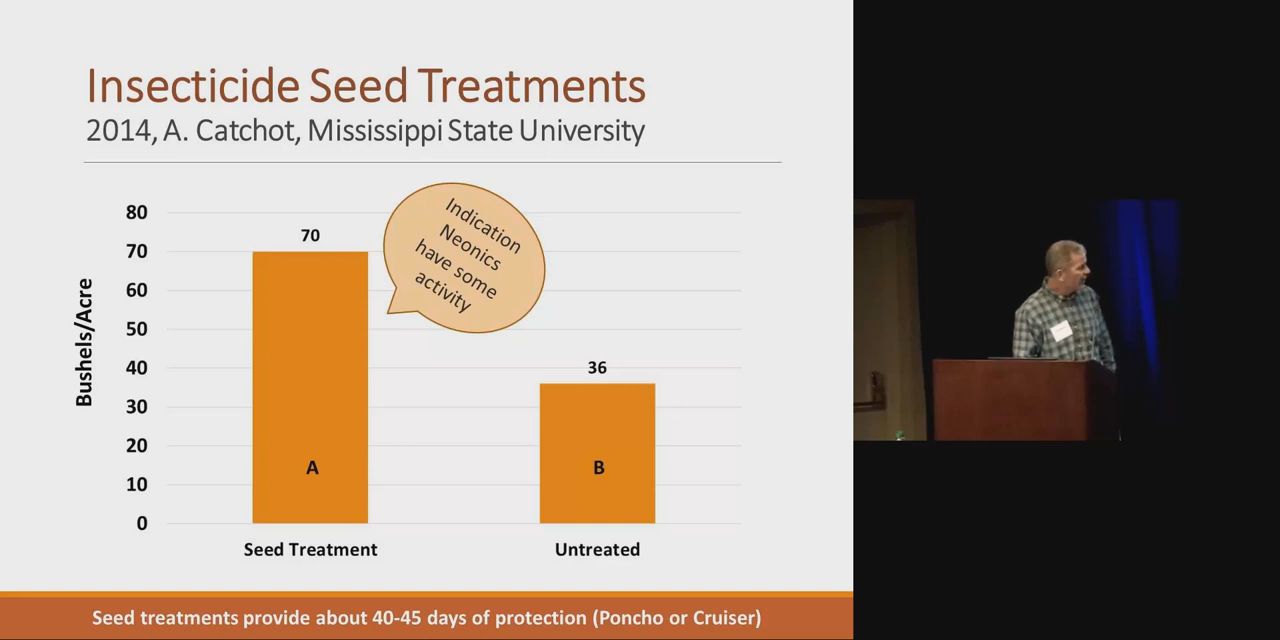 Insecticide Seed Treatments
2014, A. Catchot, Mississippi State University
Indication
Neonics
have some
activity
Bushels/Acre
80
70
60
50
40
30
20
10
0
70
36
A
B
Seed Treatment
Untreated
Seed treatments provide about 40-45 days of protection (Poncho or Cruiser)